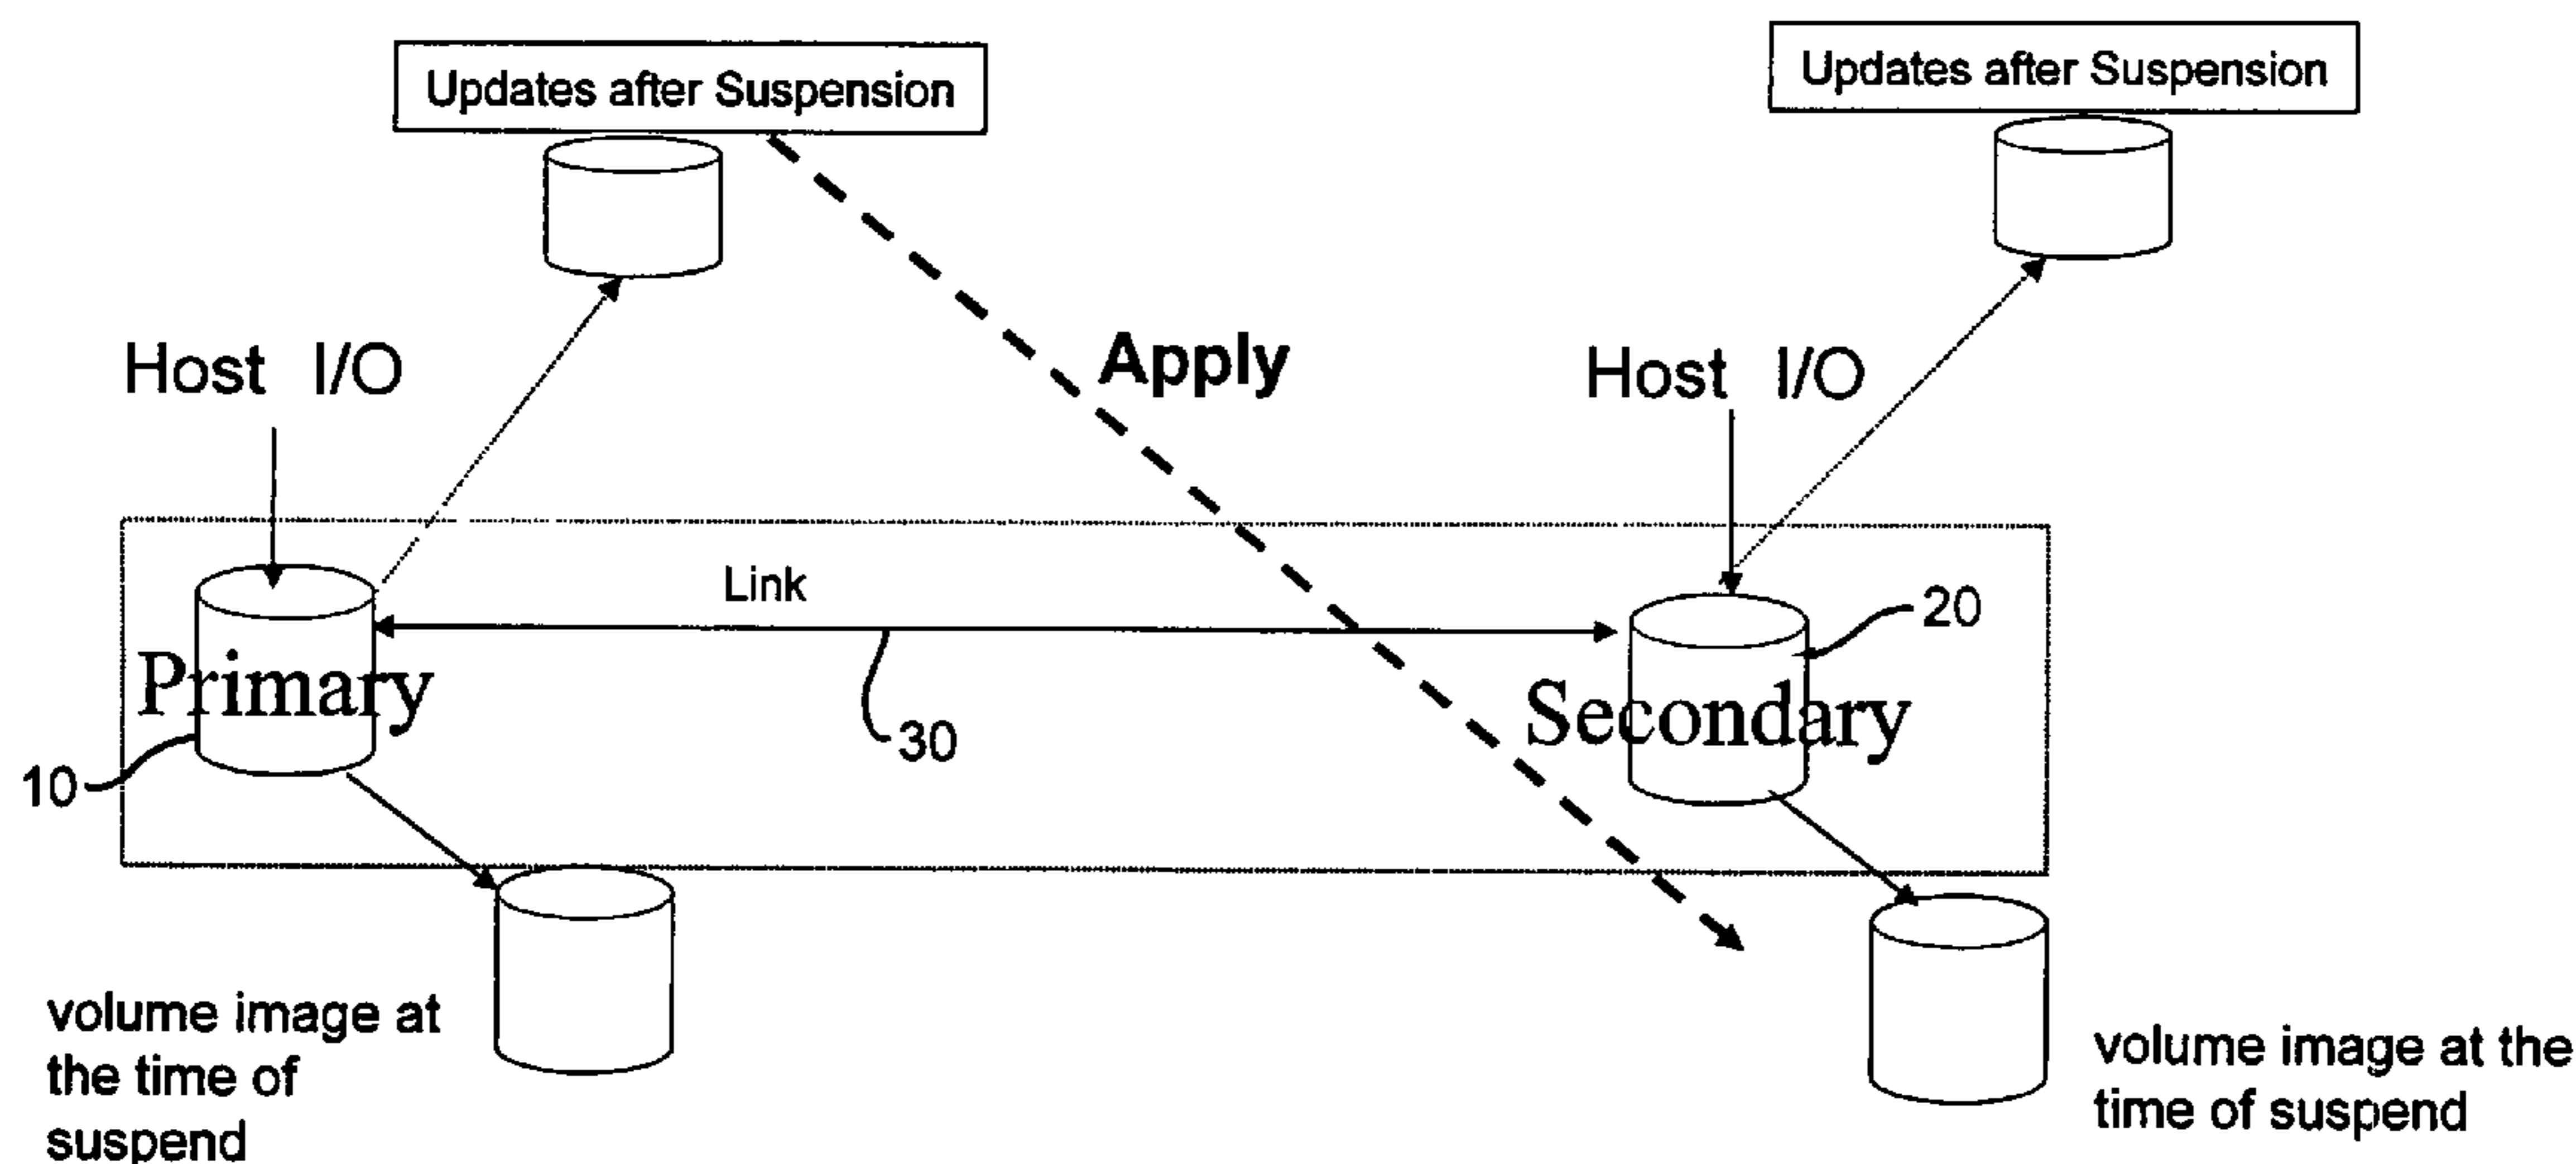 Updates after Suspension
Updates after Suspension
Host I/O
Apply
Host I/O
Link
20
Primary
30
Secondary
10
volume image at
the time of
suspend
volume image at the
time of suspend